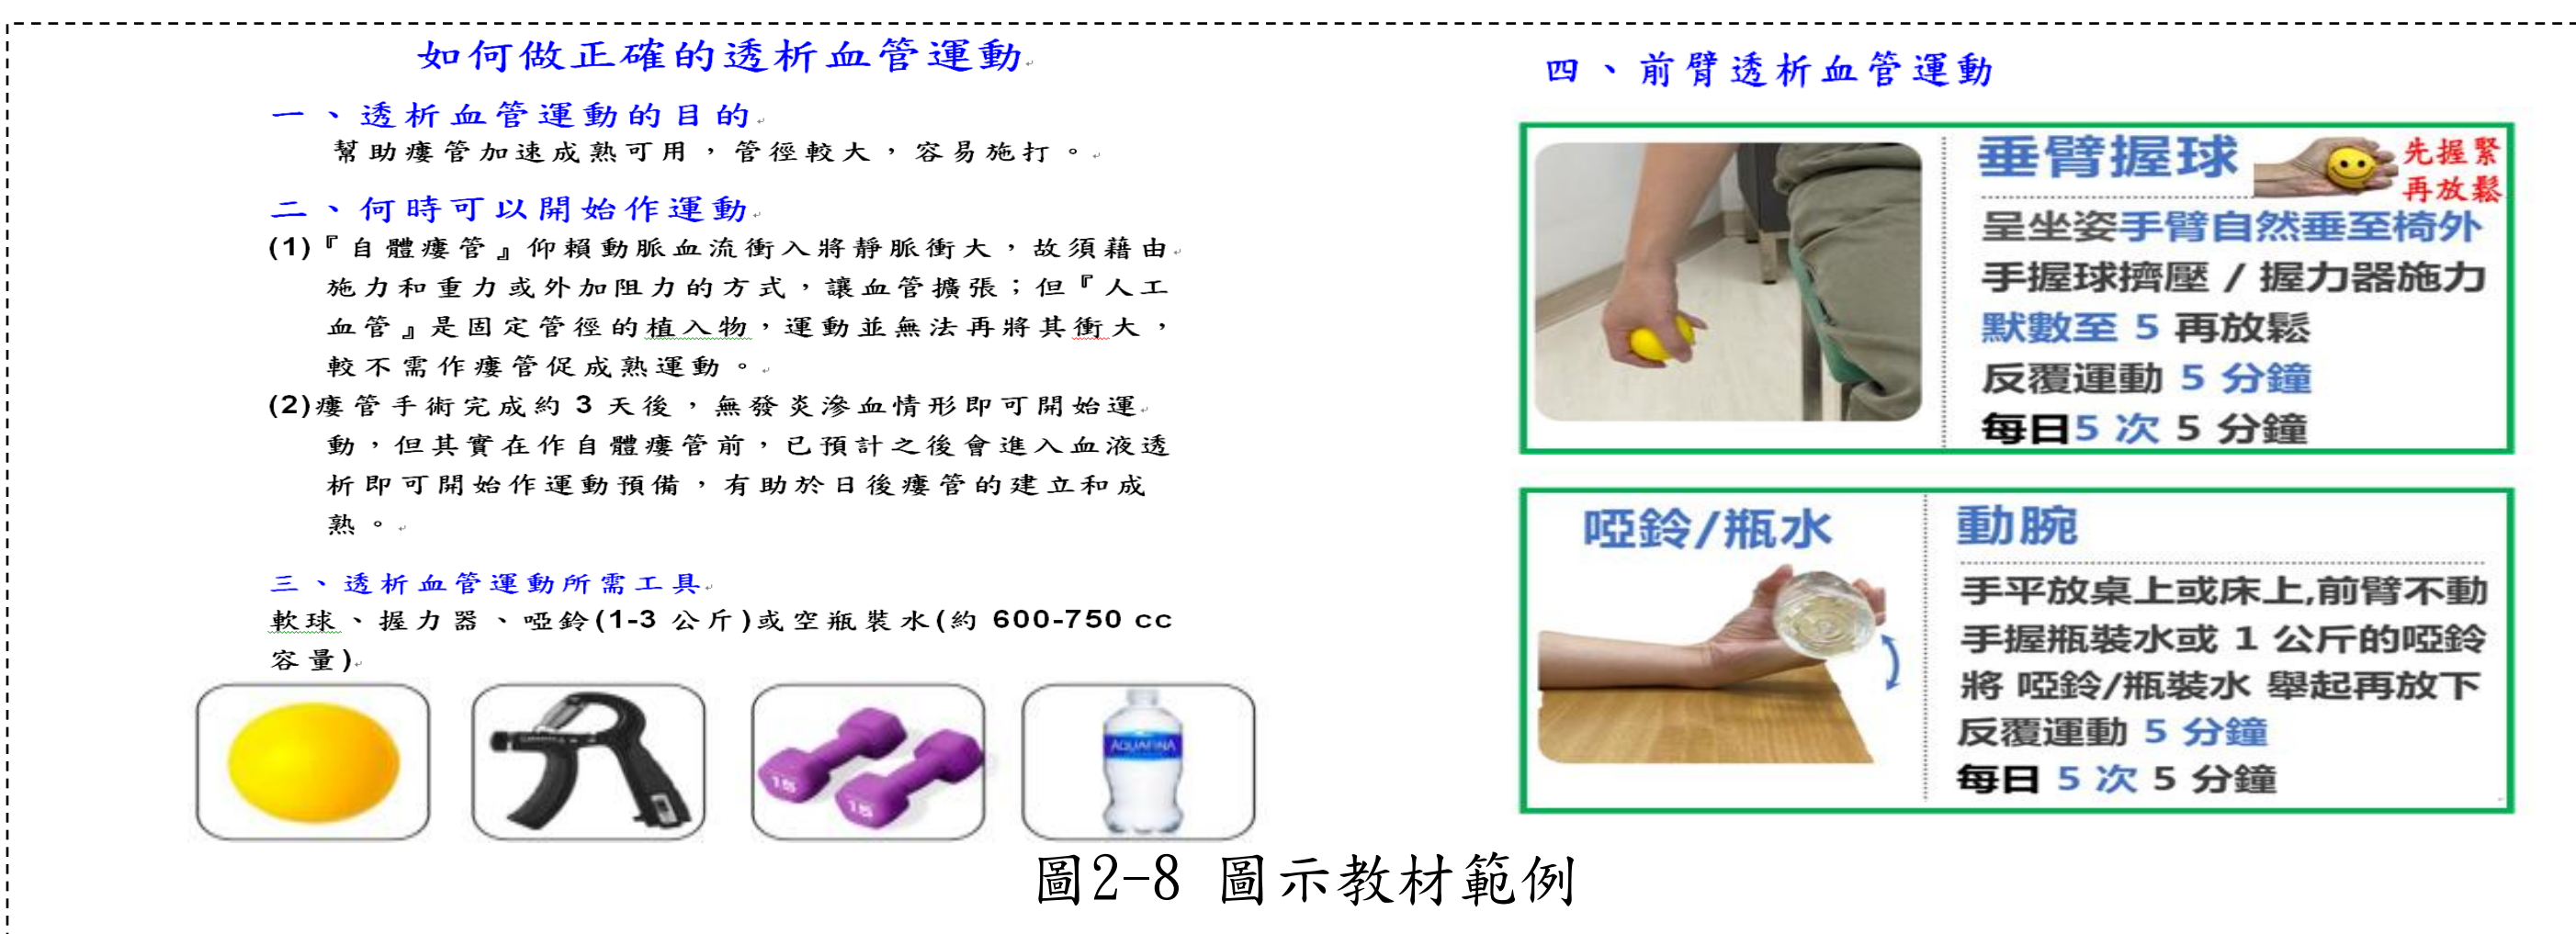 如何做正確的透析血管運動
一、透析血管運動的目的
幫助瘻管加速成熟可用，管徑較大，容易施打。
二、何時可以開始作運動
(1)『自體瘻管』仰賴動脈血流衝入將靜脈衝大，故須藉由
施力和重力或外加阻力的方式，讓血管擴張；但『人工
血管』是固定管徑的植入物，運動並無法再將其衝大，
較不需作瘻管促成熟運動。
(2)瘻管手術完成約 3 天後，無發炎滲血情形即可開始運
動，但其實在作自體瘻管前，已預計之後會進入血液透
析即可開始作運動預備，有助於日後瘻管的建立和成
熟。
三、透析血管運動所需工具
軟球、握力器、啞鈴(1-3 公斤)或空瓶裝水(約 600-750 cc
容量)
15
15
AQUAFINA
四、前臂透析血管運動
垂臂握球
先握緊
再放鬆
呈坐姿手臂自然垂至椅外
手握球擠壓 / 握力器施力
默數至 5 再放鬆
反覆運動 5 分鐘
每日5 次 5 分鐘
啞鈴/瓶水
動腕
手平放桌上或床上,前臂不動
手握瓶裝水或 1 公斤的啞鈴
將 啞鈴/瓶裝水 舉起再放下
反覆運動 5 分鐘
每日 5 次 5 分鐘
圖2-8 圖示教材範例